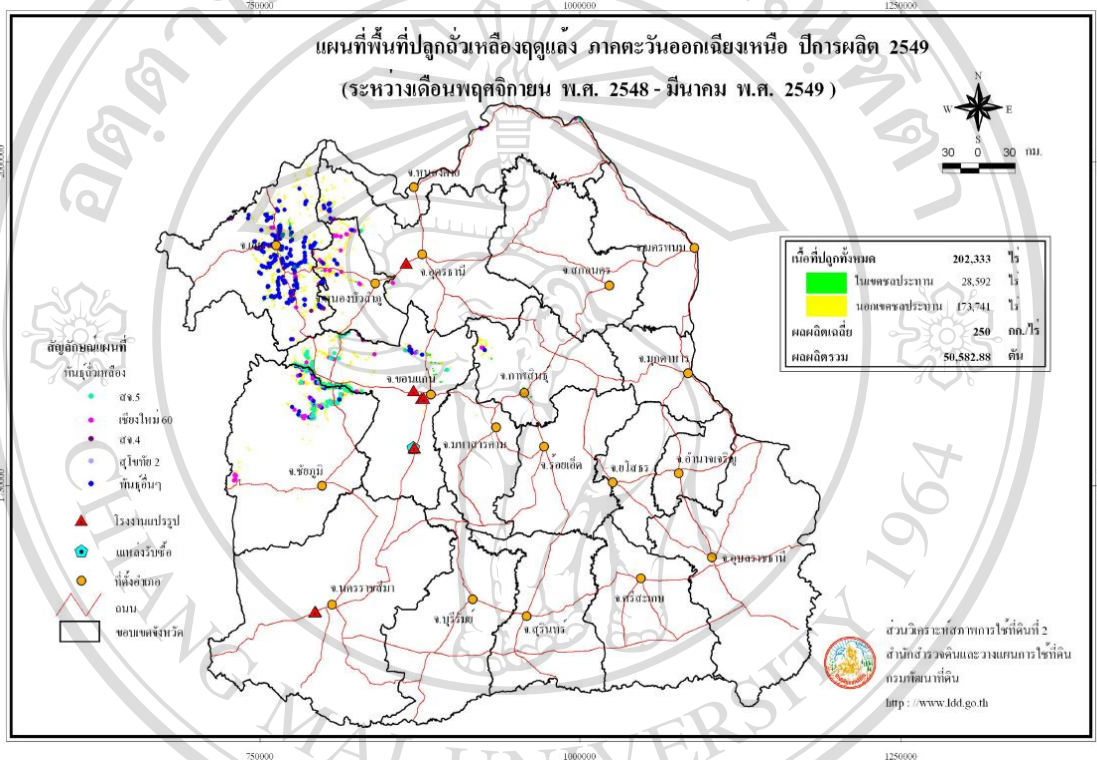 750000
1000000
1250000
แผนที่พื้นที่ปลูกถั่วเหลืองฤดูแล้ง ภาคตะวันออกเฉียงเหนือ ปีการผลิต 2549
(ระหว่างเดือนพฤศจิกายน พ.ศ. 2548 - มีนาคม พ.ศ. 2549 )
N
W E
S
30 0 30 กม.
จ.หนองคาย
จ.เลย
จ.อุดรธานี
จ.หนองบัวลำภู
จ.สกลนคร
จ.นครพนม
เนื้อที่ปลูกทั้งหมด 202,333 ไร่
ในเขตชลประทาน 28,592 ไร่
นอกเขตชลประทาน 173,741 ไร่
ผลผลิตเฉลี่ย 250 กก./ไร่
ผลผลิตรวม 50,582.88 ตัน
จ.ขอนแก่น
จ.กาฬสินธุ์
จ.มุกดาหาร
จ.มหาสารคาม
จ.ร้อยเอ็ด
จ.ยโสธร
จ.อำนาจเจริญ
จ.ชัยภูมิ
จ.อุบลราชธานี
จ.นครราชสีมา
จ.บุรีรัมย์
จ.สุรินทร์
จ.ศรีสะเกษ
สัญลักษณ์แผนที่
พันธุ์ถั่วเหลือง
สจ.5
เชียงใหม่ 60
สจ.4
สุโขทัย 2
พันธุ์อื่นๆ
โรงงานแปรรูป
แหล่งรับซื้อ
ที่ตั้งอำเภอ
ถนน
ขอบเขตจังหวัด
ส่วนวิเคราะห์สภาพการใช้ที่ดินที่ 2
สำนักสำรวจดินและวางแผนการใช้ที่ดิน
กรมพัฒนาที่ดิน
http : //www.ldd.go.th
750000
1000000
1250000
CHIANG MAI UNIVERSITY 1964